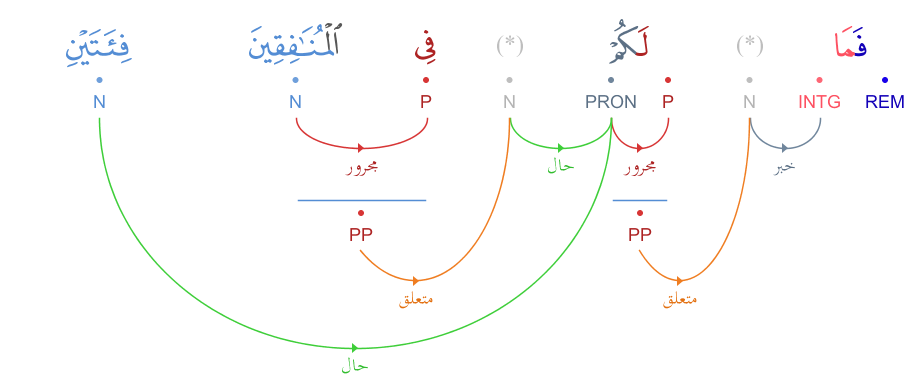 فَمَا (*) لَكُمْ (*) فِى ٱلْمُنَـٰفِقِينَ فِئَتَيْنِ
REM INTG N P PRON N P N N
خبر مجرور حال مجرور
PP PP
متعلق متعلق
حال